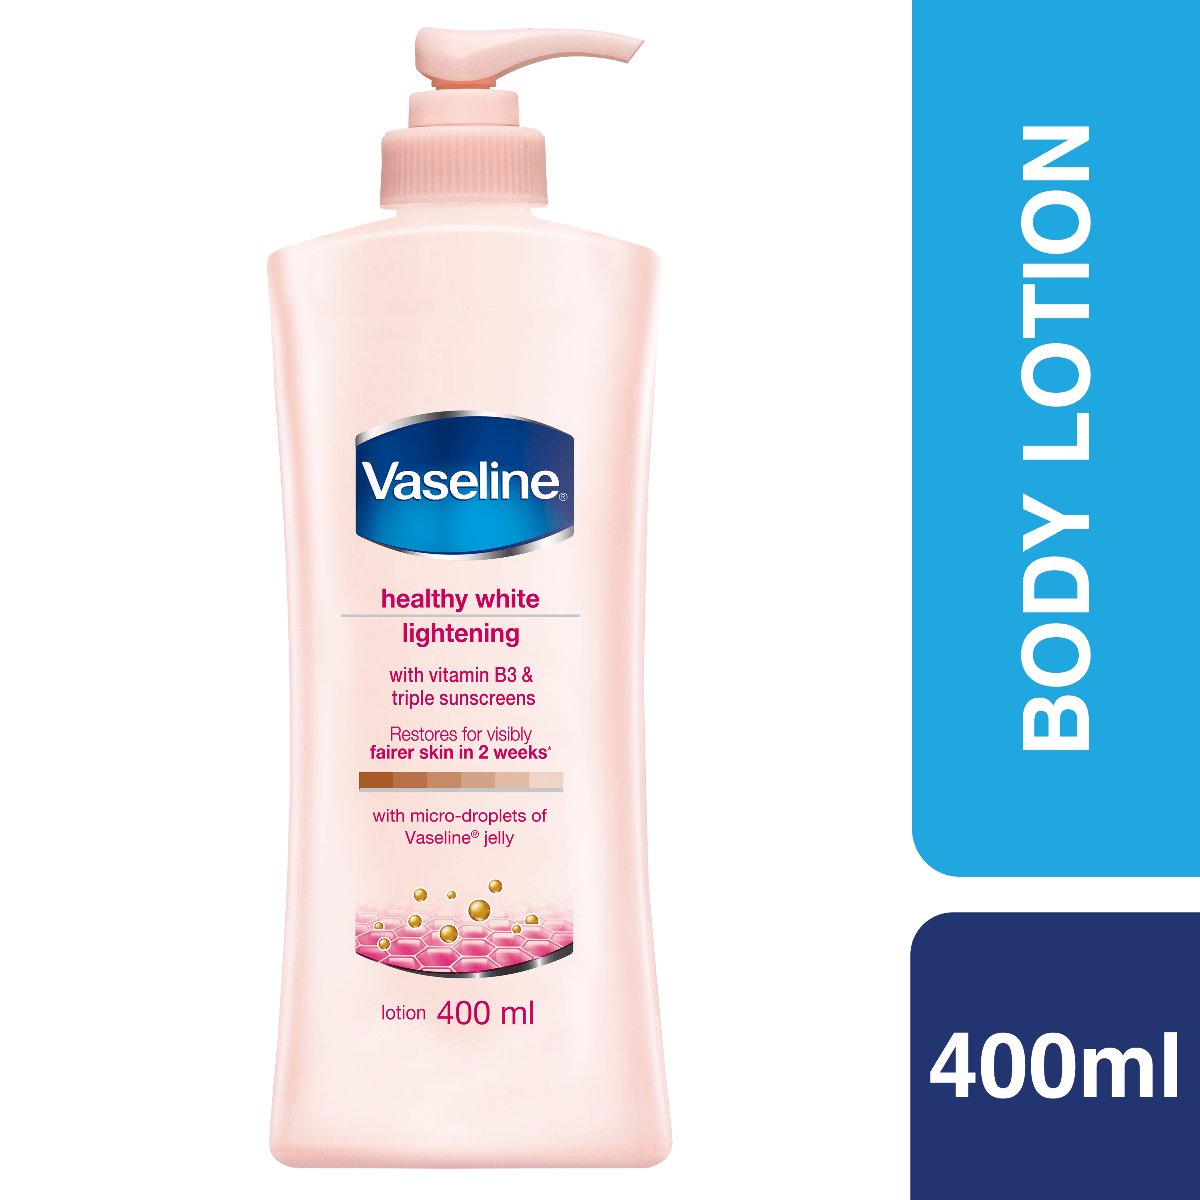 Vaseline®
healthy white
lightening
with vitamin B3 &
triple sunscreens
Restores for visibly
fairer skin in 2 weeks*
with micro-droplets of
Vaseline® jelly
lotion 400 ml
BODY LOTION
400ml